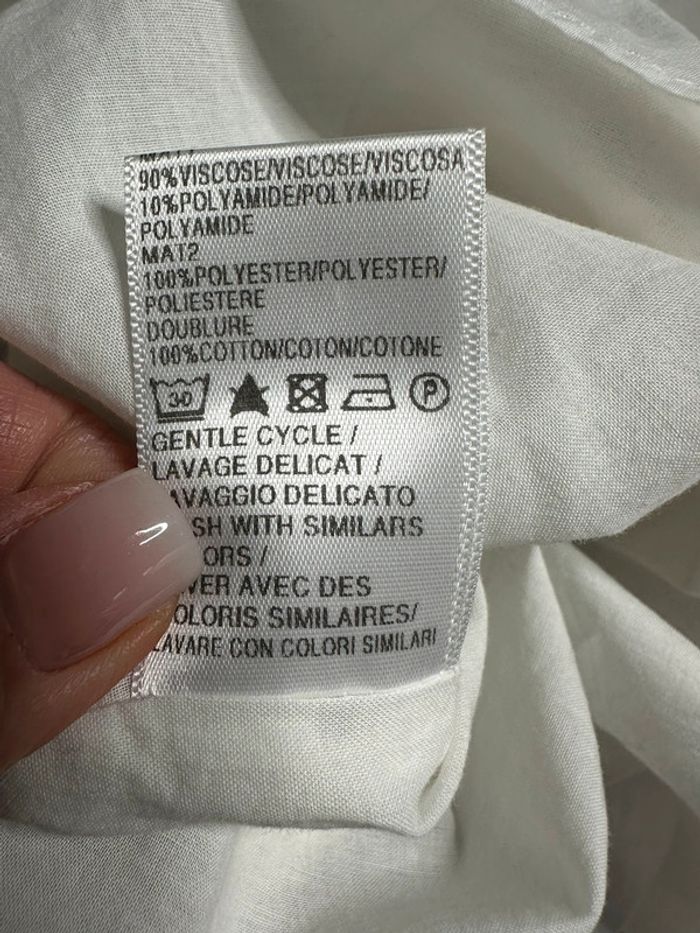 90%VISCOSE/VISCOSE/VISCOSA
10%POLYAMIDE/POLYAMIDE/
POLYAMIDE
MAT2
100%POLYESTER/POLYESTER/
POLIESTERE
DOUBLURE
100%COTTON/COTON/COTONE
30 P
GENTLE CYCLE /
LAVAGE DELICAT /
AVAGGIO DELICATO
SH WITH SIMILARS
ORS /
VER AVEC DES
OLORIS SIMILAIRES/
LAVARE CON COLORI SIMILARI